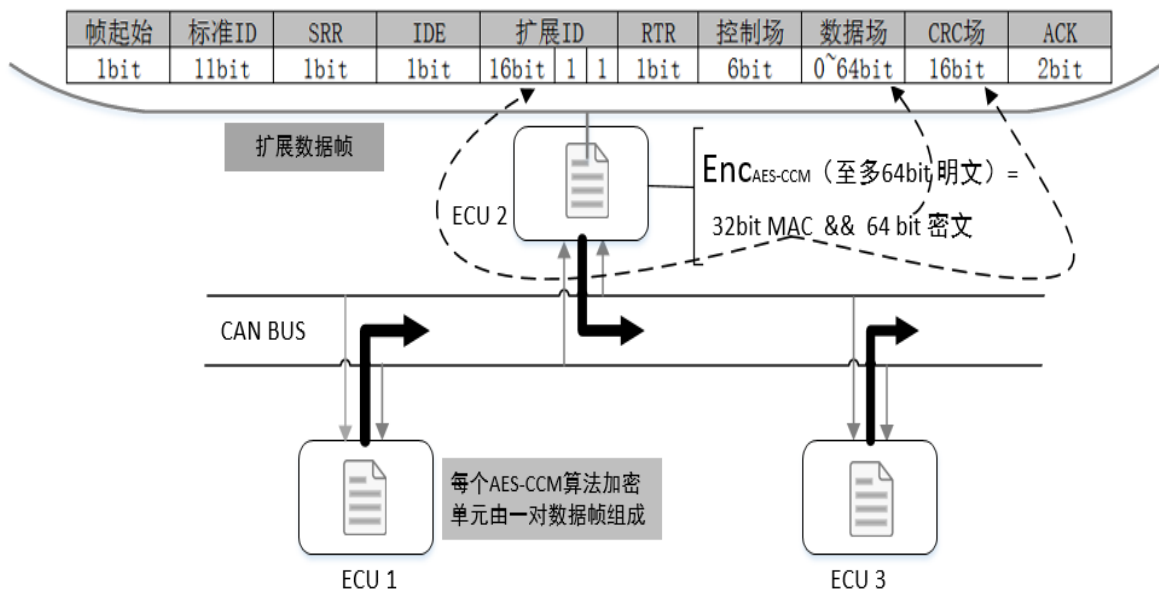 帧起始 标准ID SRR IDE 扩展ID RTR 控制场 数据场 CRC场 ACK
1bit 11bit 1bit 1bit 16bit 1 1 1bit 6bit 0~64bit 16bit 2bit
扩展数据帧
EncAES-CCM（至多64bit 明文）=
ECU 2
32bit MAC && 64 bit 密文
CAN BUS
每个AES-CCM算法加密
单元由一对数据帧组成
ECU 1
ECU 3